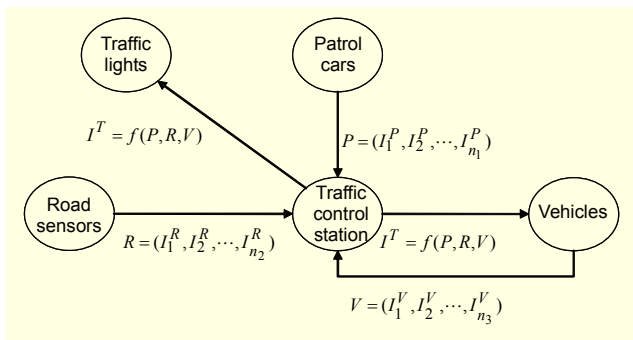 Traffic
lights
Patrol
cars
I^T = f(P,R,V)
P = (I_1^P, I_2^P, ⋯, I_{n_1}^P)
Road
sensors
Traffic
control
station
Vehicles
R = (I_1^R, I_2^R, ⋯, I_{n_2}^R)
I^T = f(P,R,V)
V = (I_1^V, I_2^V, ⋯, I_{n_3}^V)